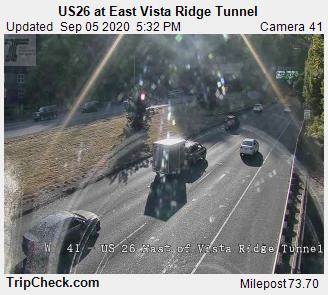 US26 at East Vista Ridge Tunnel
Updated Sep 05 2020 5:32 PM Camera 41
W 41 - US 26 East of Vista Ridge Tunnel
TripCheck.com Milepost 73.70